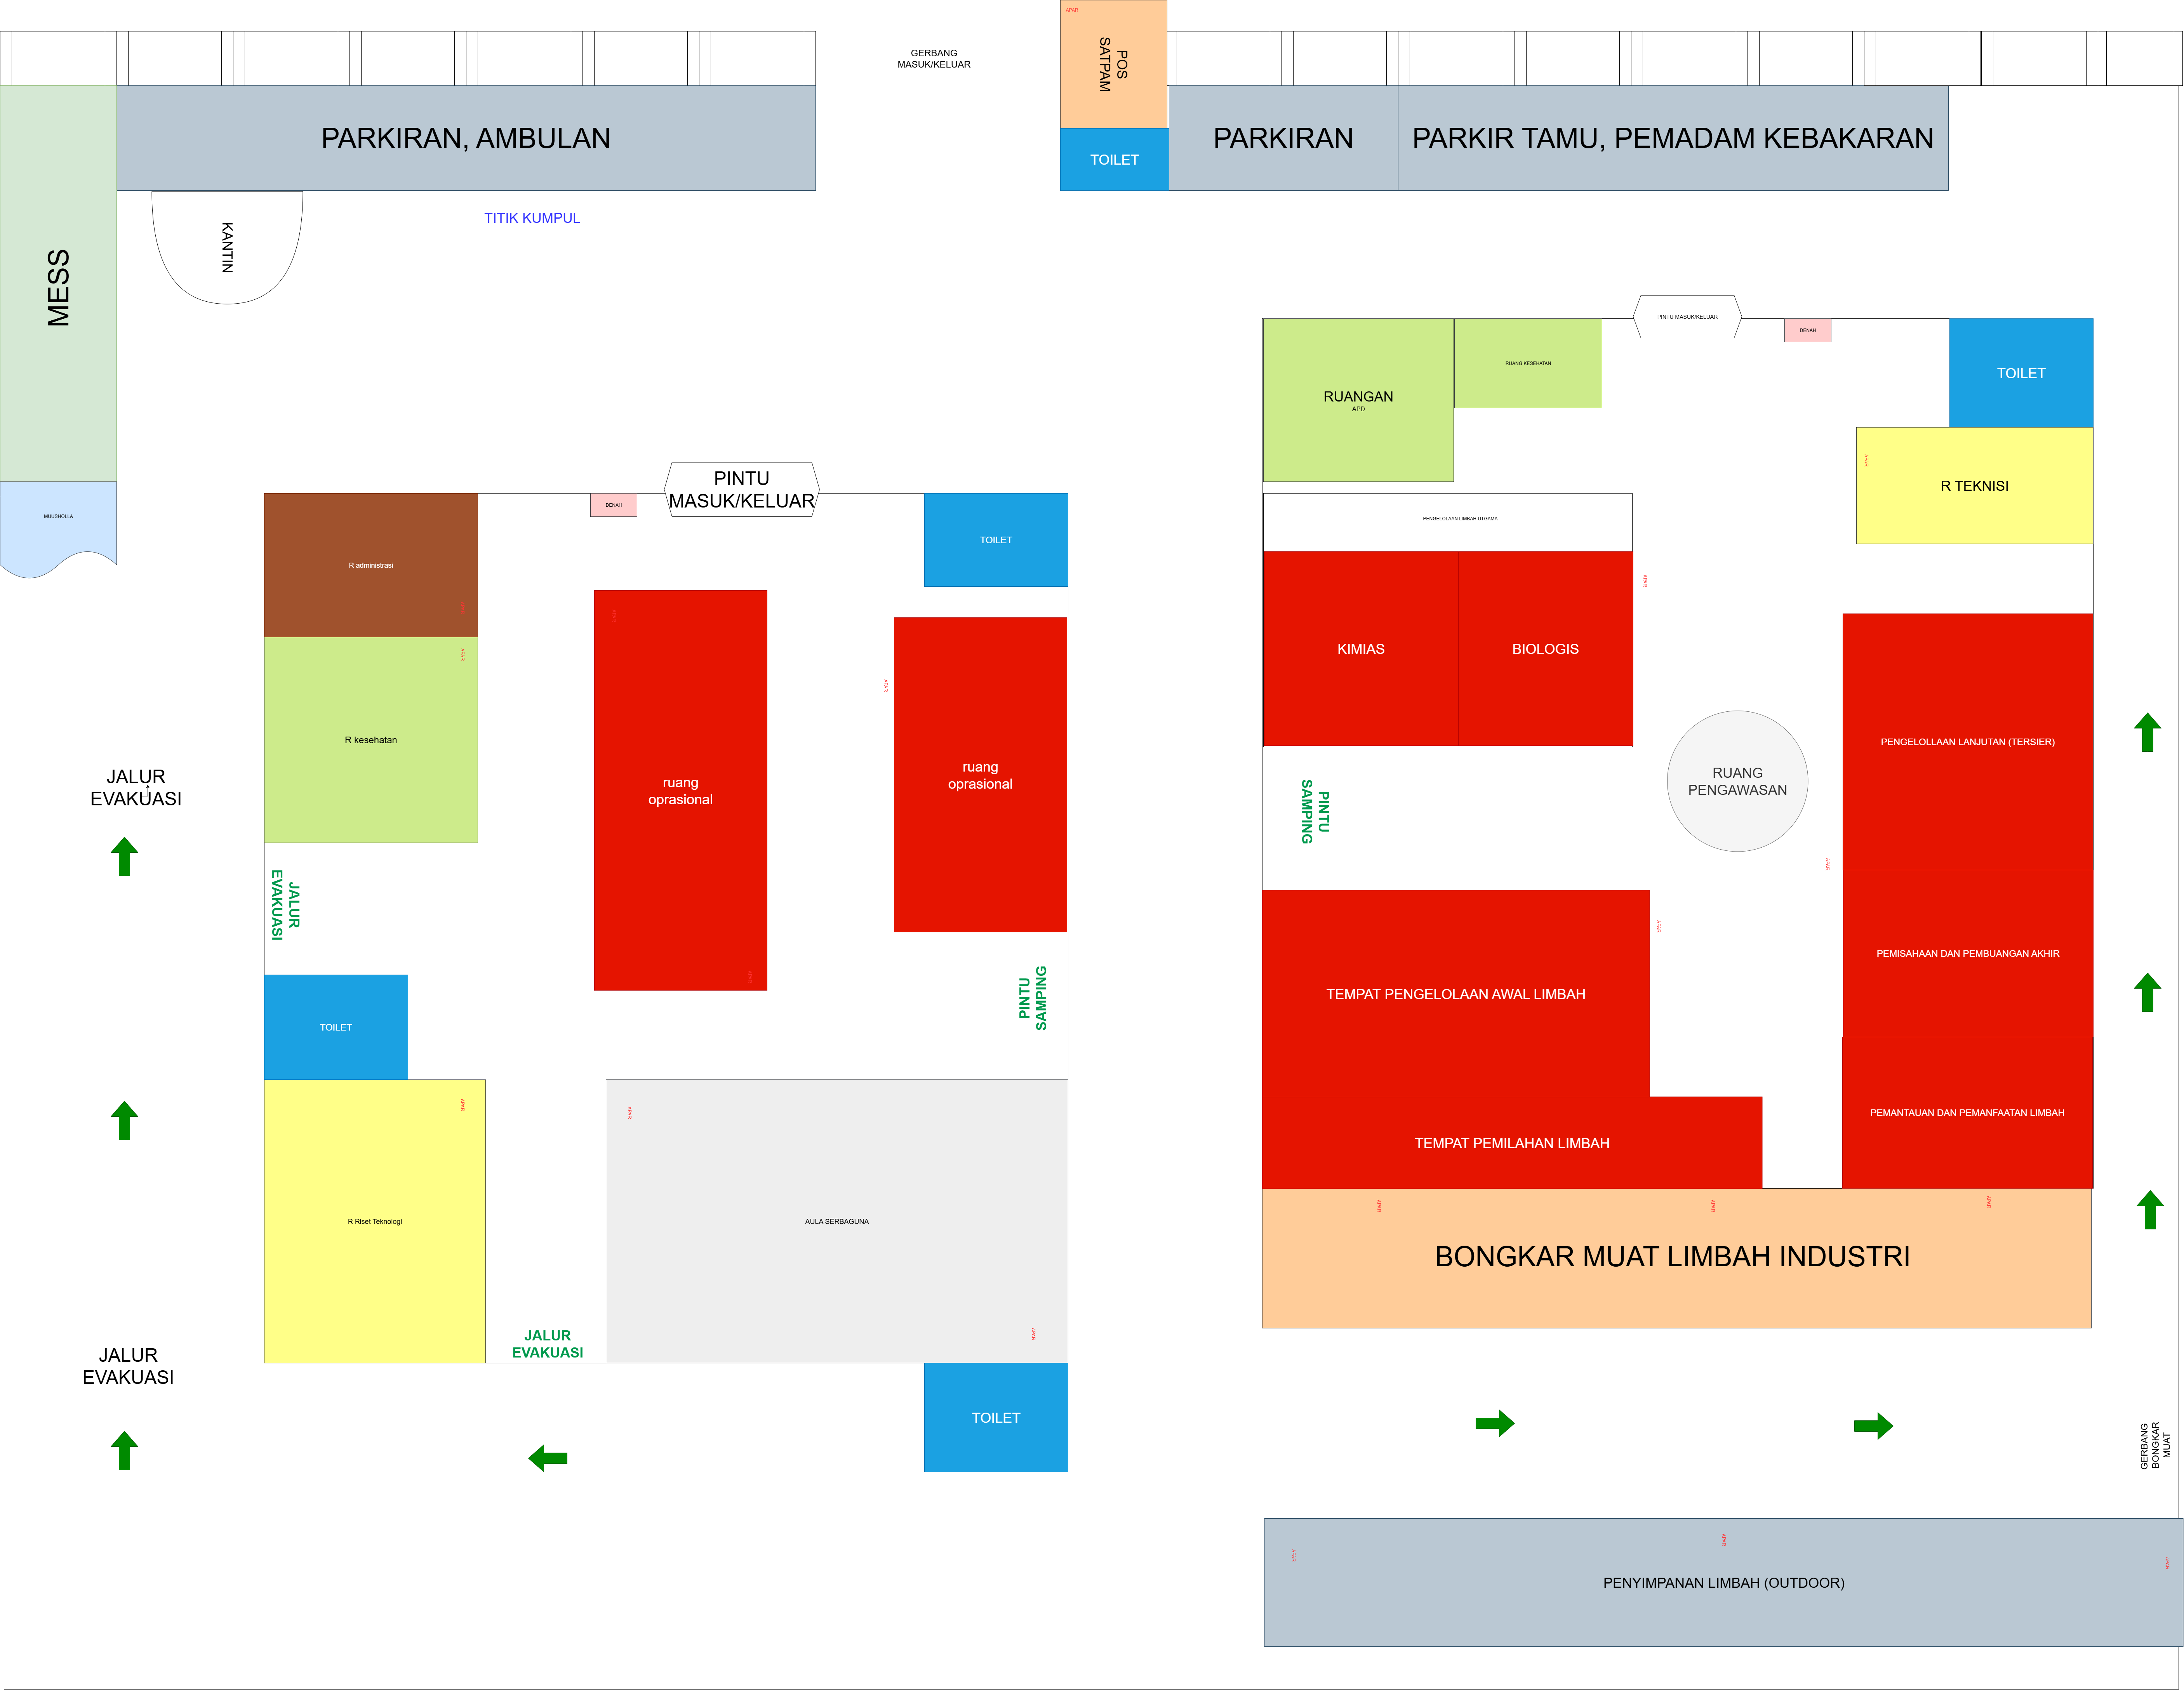 APAR
GERBANG
MASUK/KELUAR
POS
SATPAM
PARKIRAN, AMBULAN
TOILET
PARKIRAN
PARKIR TAMU, PEMADAM KEBAKARAN
MESS
KANTIN
TITIK KUMPUL
MUUSHOLLA
PINTU
MASUK/KELUAR
DENAH
TOILET
R administrasi
APAR
APAR
R kesehatan
APAR
ruang
oprasional
APAR
APAR
ruang
oprasional
JALUR
EVAKUASI
JALUR
EVAKUASI
PINTU
SAMPING
TOILET
APAR
R Riset Teknologi
APAR
AULA SERBAGUNA
APAR
JALUR
EVAKUASI
JALUR
EVAKUASI
TOILET
PINTU MASUK/KELUAR
DENAH
RUANGAN
APD
RUANG KESEHATAN
TOILET
APAR
R TEKNISI
PENGELOLAAN LIMBAH UTGAMA
APAR
KIMIAS
BIOLOGIS
PENGELOLLAAN LANJUTAN (TERSIER)
RUANG
PENGAWASAN
PINTU
SAMPING
APAR
APAR
PEMISAHAAN DAN PEMBUANGAN AKHIR
TEMPAT PENGELOLAAN AWAL LIMBAH
PEMANTAUAN DAN PEMANFAATAN LIMBAH
TEMPAT PEMILAHAN LIMBAH
APAR
APAR
APAR
BONGKAR MUAT LIMBAH INDUSTRI
GERBANG
BONGKAR
MUAT
APAR
APAR
APAR
PENYIMPANAN LIMBAH (OUTDOOR)